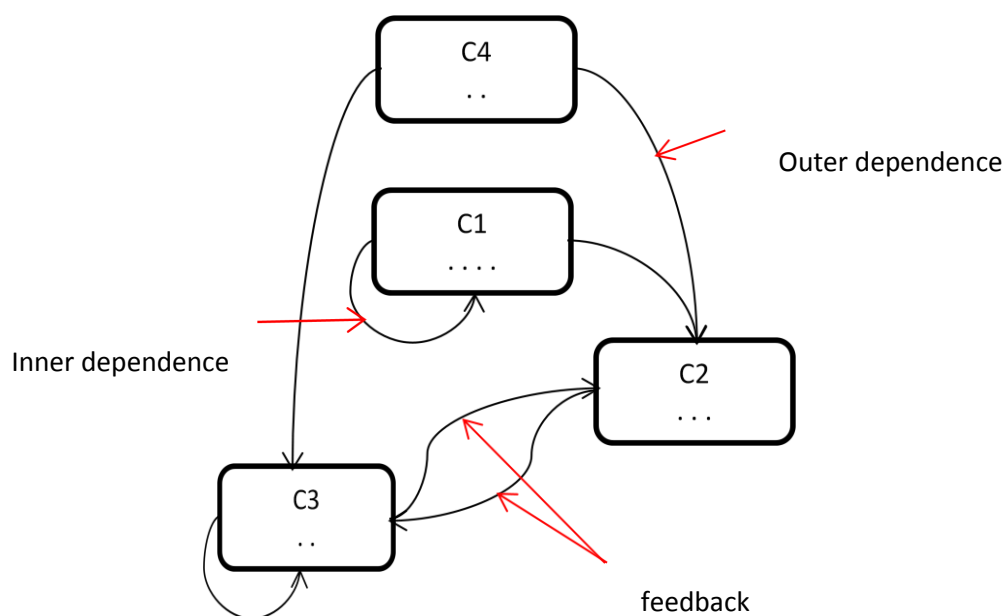 C4
. .
Outer dependence
C1
. . . .
Inner dependence
C2
. . .
C3
. .
feedback